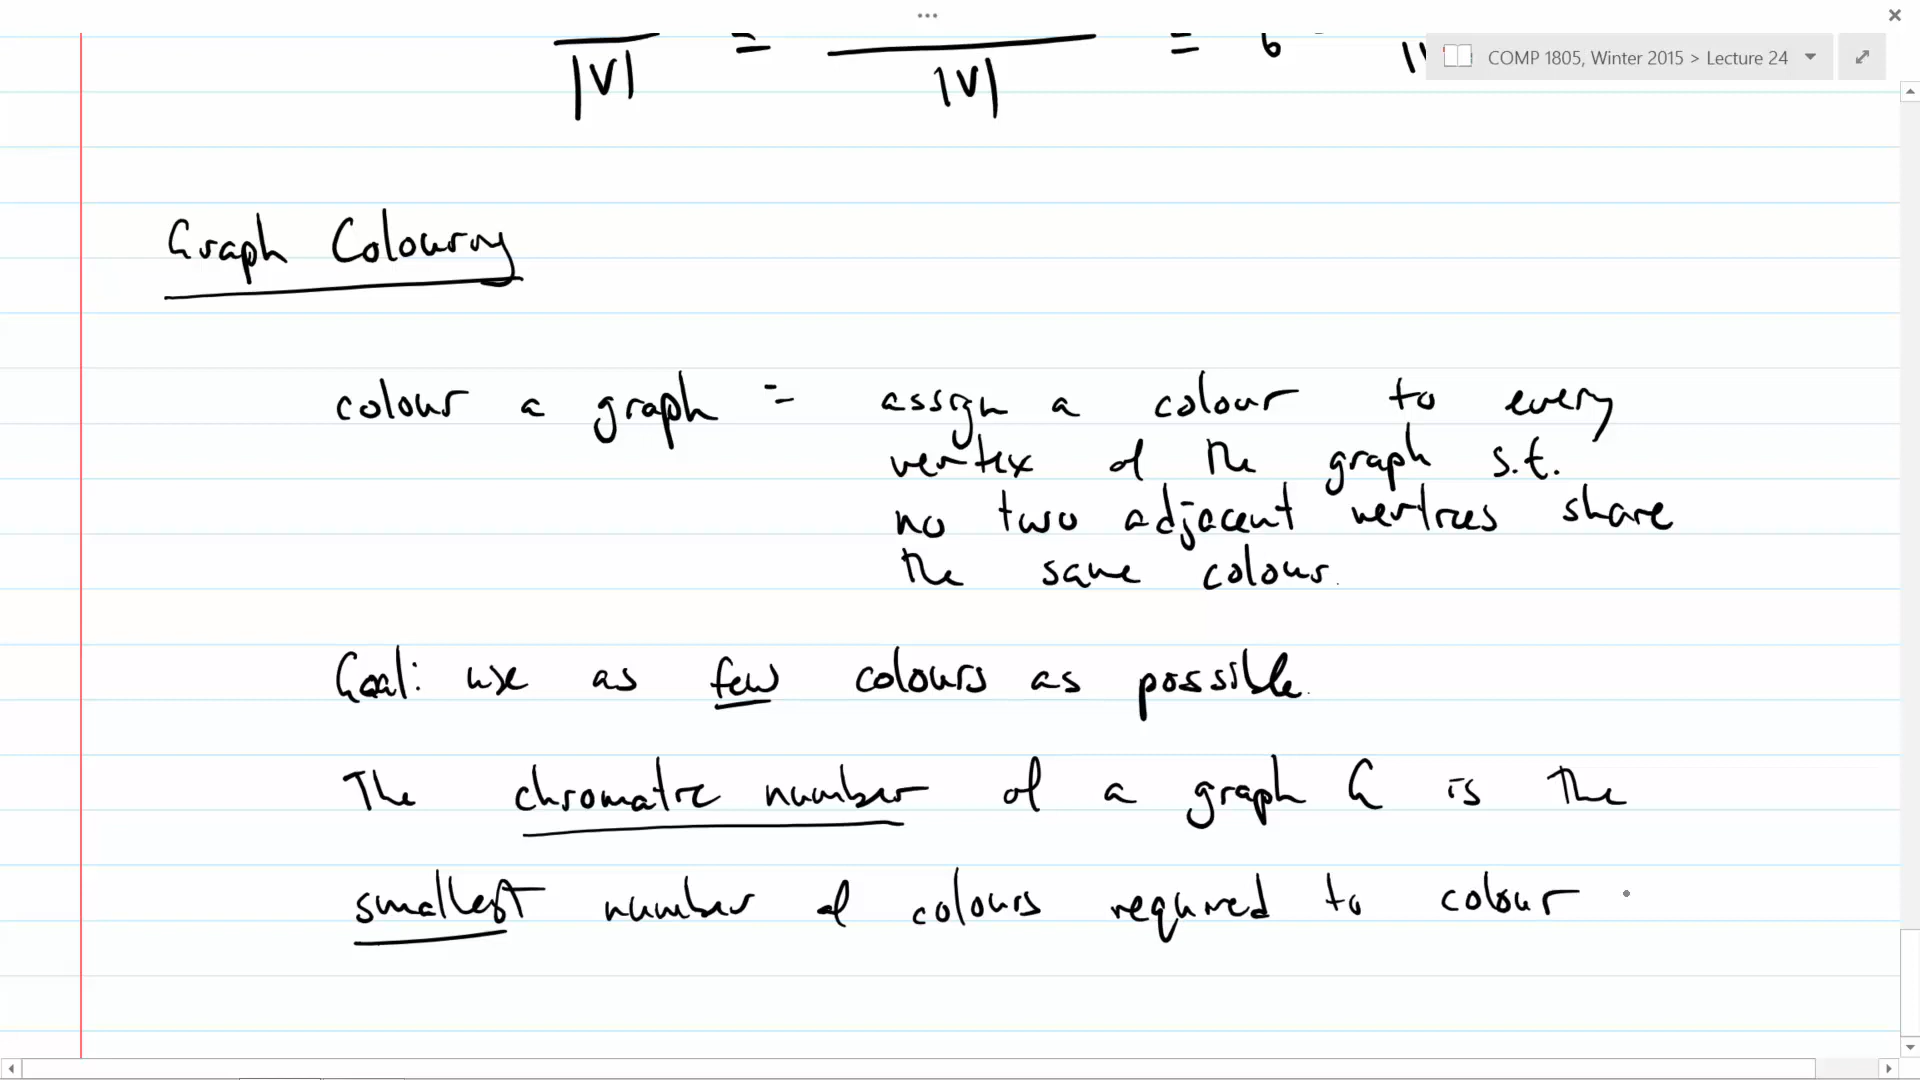 COMP 1805, Winter 2015 > Lecture 24
= = 6
|V| |V|
Graph Colouring
colour a graph = assign a colour to every
vertex of the graph s.t.
no two adjacent vertices share
the same colour.
Goal: use as few colours as possible.
The chromatic number of a graph G is the
smallest number of colours required to colour